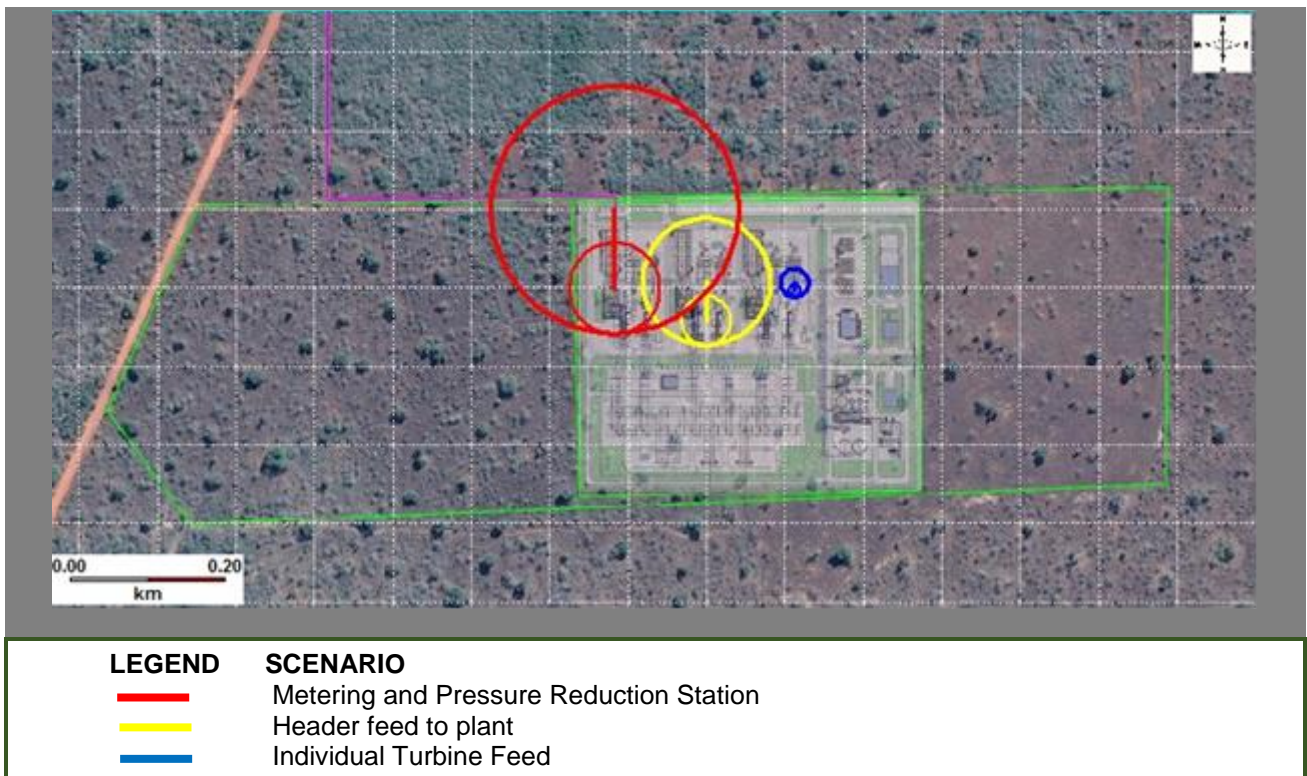 0.00 0.20
km
LEGEND SCENARIO
Metering and Pressure Reduction Station
Header feed to plant
Individual Turbine Feed